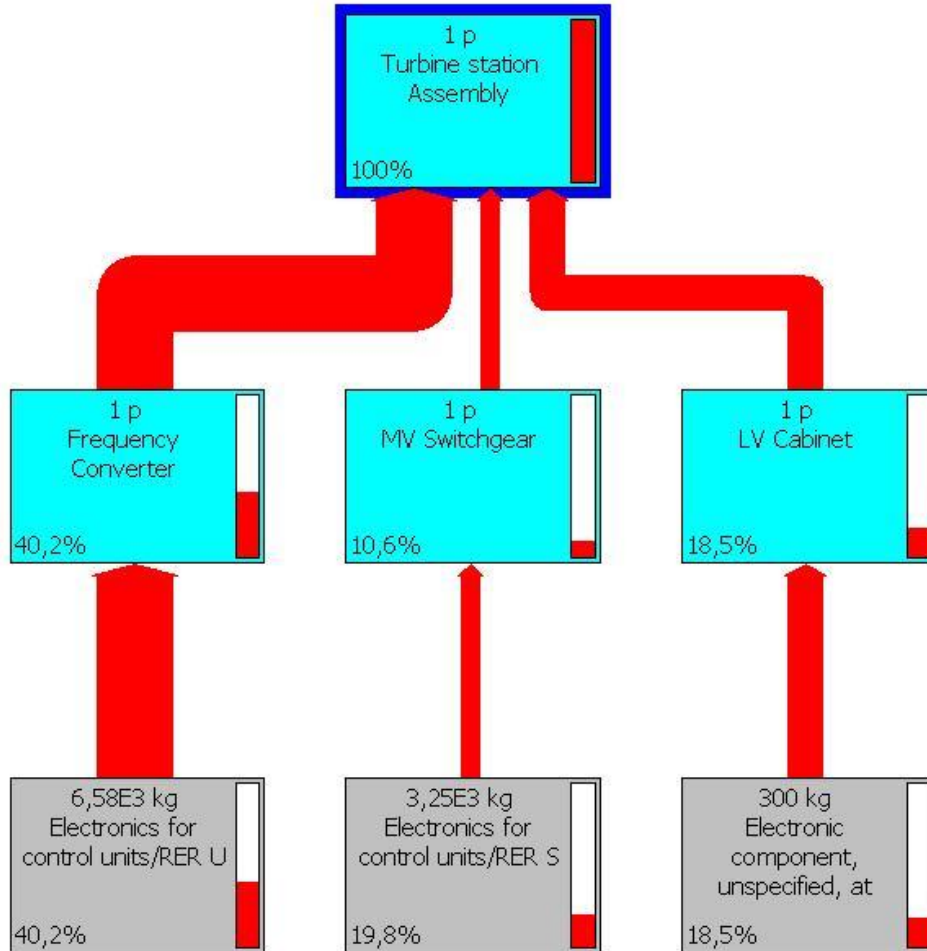 1 p
Turbine station
Assembly
100%
1 p
Frequency
Converter
40,2%
1 p
MV Switchgear
10,6%
1 p
LV Cabinet
18,5%
6,58E3 kg
Electronics for
control units/RER U
40,2%
3,25E3 kg
Electronics for
control units/RER S
19,8%
300 kg
Electronic
component,
unspecified, at
18,5%